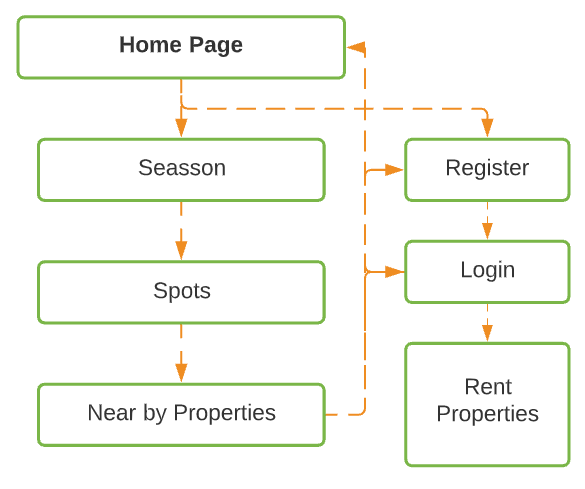 Home Page
Seasson
Register
Spots
Login
Near by Properties
Rent
Properties